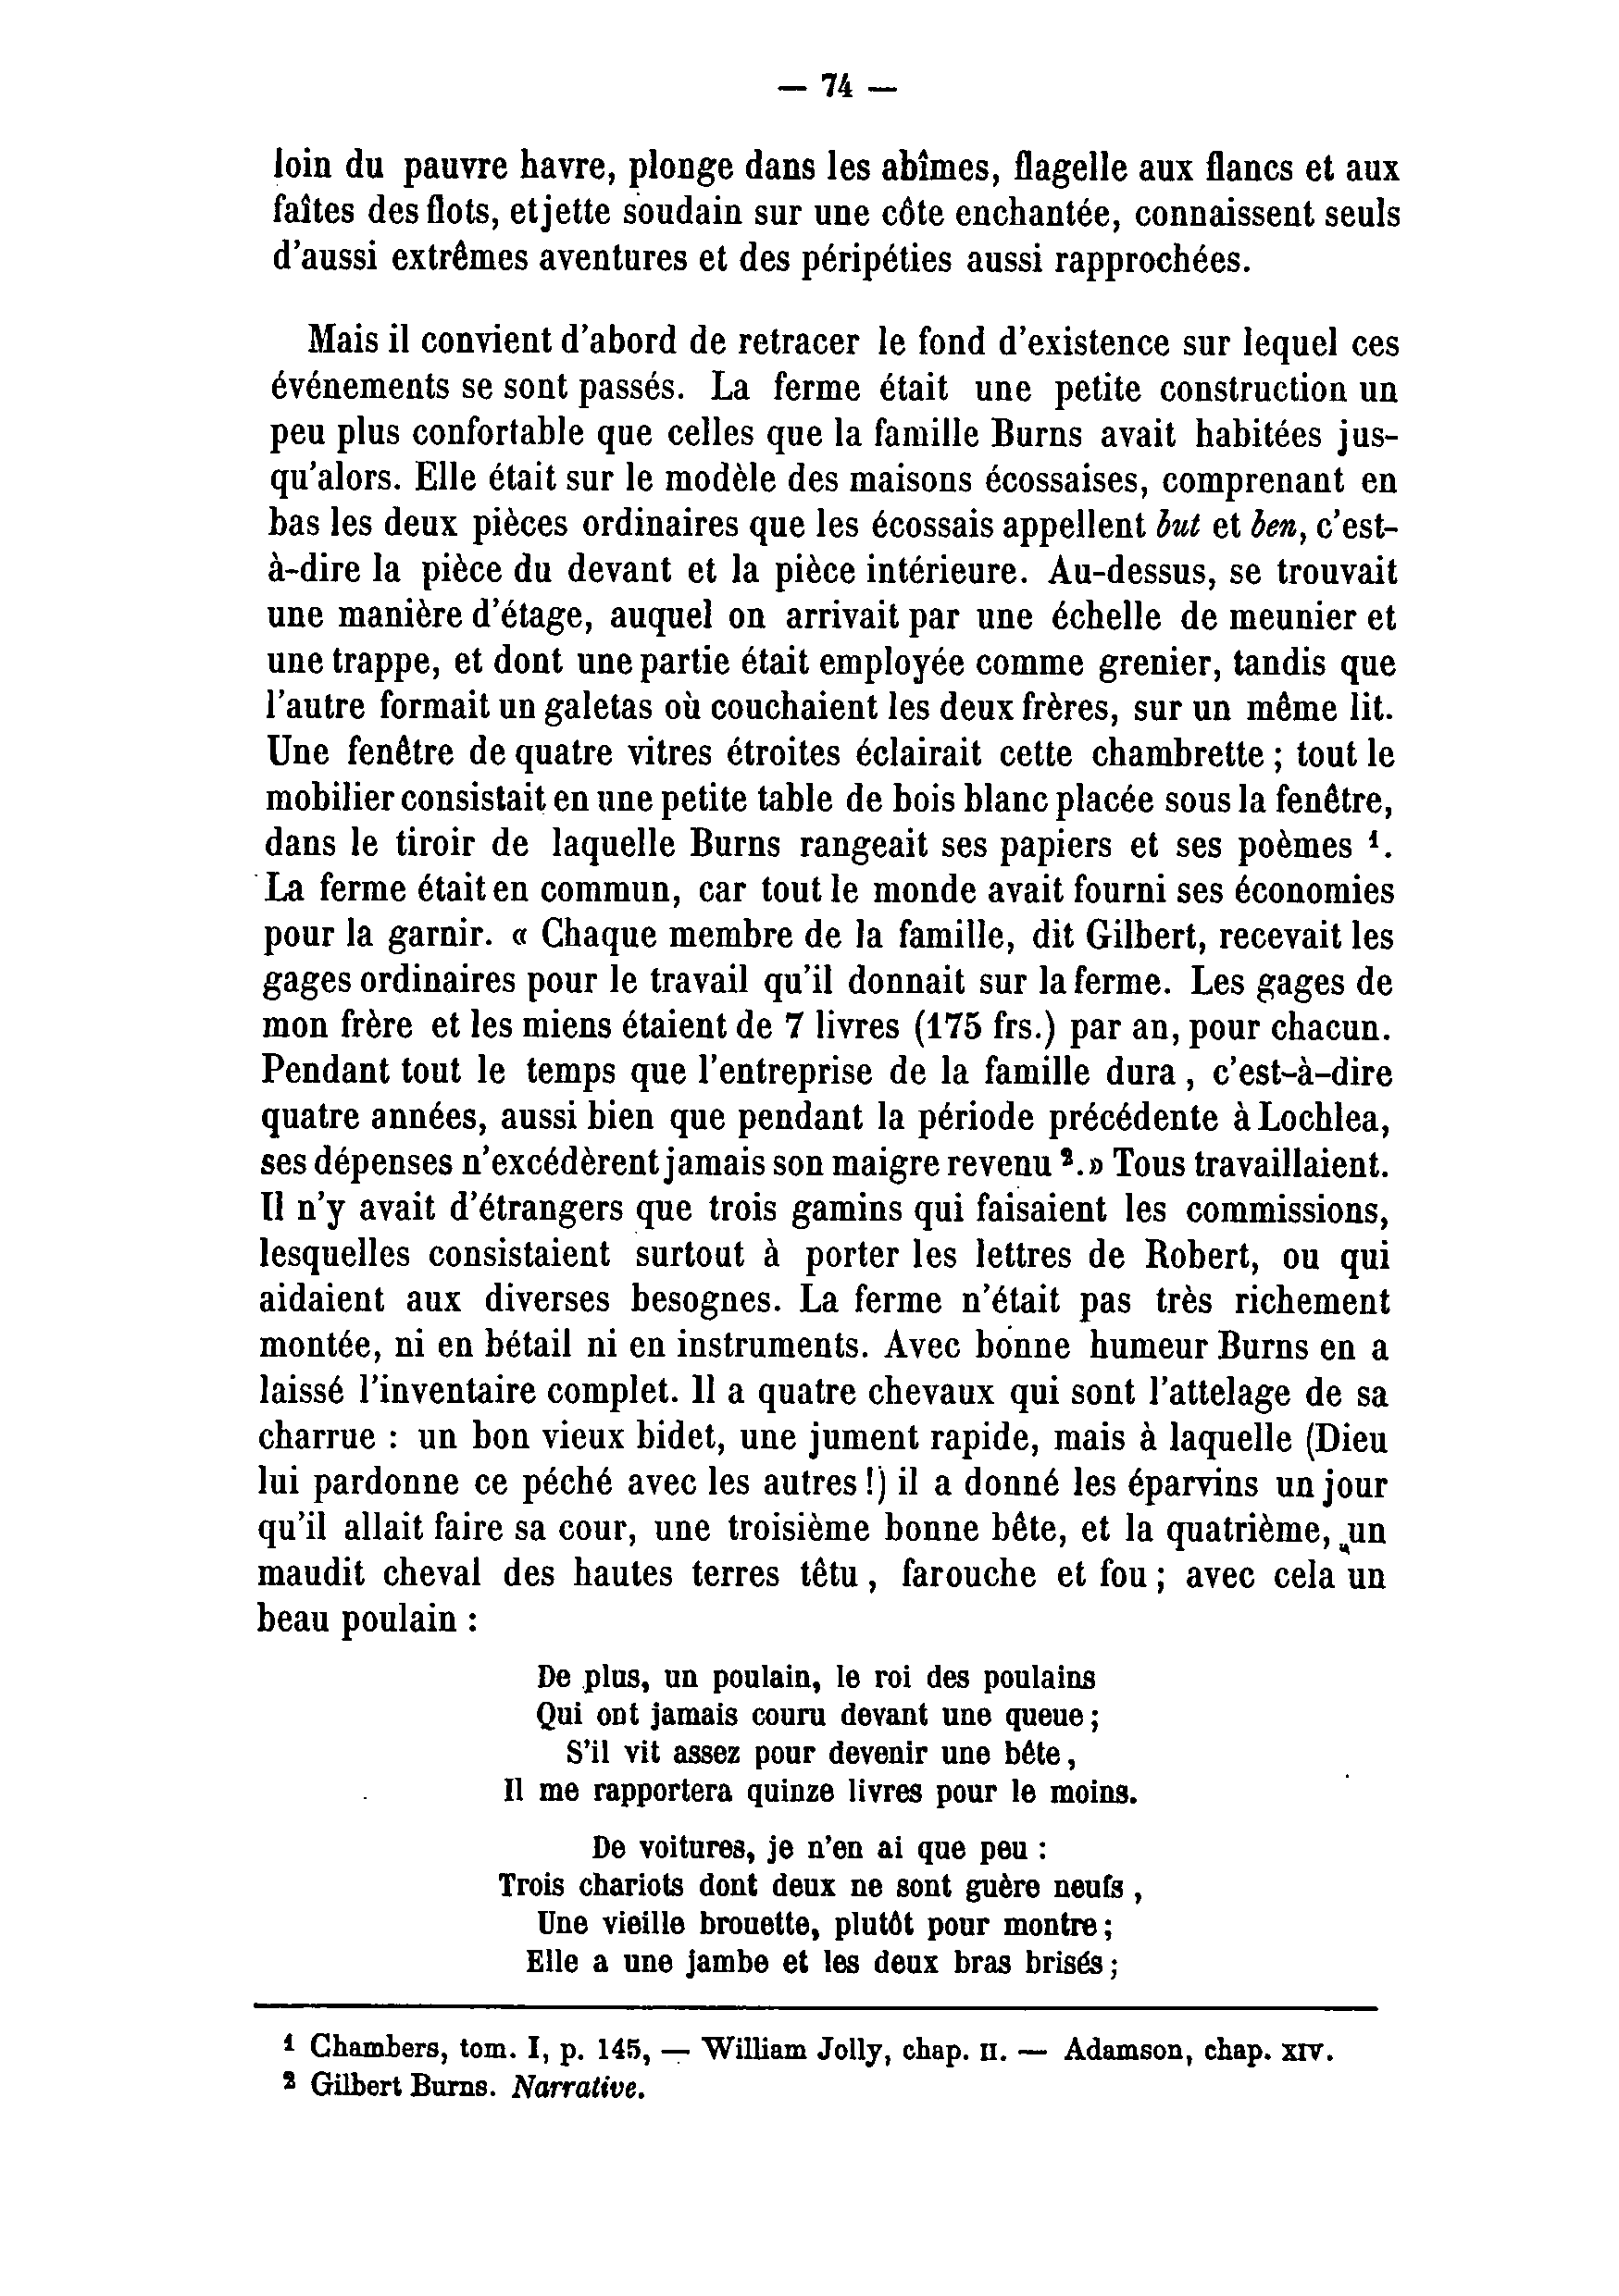 — 74 —
loin du pauvre havre, plonge dans les abîmes, flagelle aux flancs et aux
faîtes des flots, et jette soudain sur une côte enchantée, connaissent seuls
d'aussi extrêmes aventures et des péripéties aussi rapprochées.
Mais il convient d'abord de retracer le fond d'existence sur lequel ces
événements se sont passés. La ferme était une petite construction un
peu plus confortable que celles que la famille Burns avait habitées jus-
qu'alors. Elle était sur le modèle des maisons écossaises, comprenant en
bas les deux pièces ordinaires que les écossais appellent but et ben, c'est-
à-dire la pièce du devant et la pièce intérieure. Au-dessus, se trouvait
une manière d'étage, auquel on arrivait par une échelle de meunier et
une trappe, et dont une partie était employée comme grenier, tandis que
l'autre formait un galetas où couchaient les deux frères, sur un même lit.
Une fenêtre de quatre vitres étroites éclairait cette chambrette ; tout le
mobilier consistait en une petite table de bois blanc placée sous la fenêtre,
dans le tiroir de laquelle Burns rangeait ses papiers et ses poèmes ¹.
La ferme était en commun, car tout le monde avait fourni ses économies
pour la garnir. « Chaque membre de la famille, dit Gilbert, recevait les
gages ordinaires pour le travail qu'il donnait sur la ferme. Les gages de
mon frère et les miens étaient de 7 livres (175 frs.) par an, pour chacun.
Pendant tout le temps que l'entreprise de la famille dura , c'est-à-dire
quatre années, aussi bien que pendant la période précédente à Lochlea,
ses dépenses n'excédèrent jamais son maigre revenu ². » Tous travaillaient.
Il n'y avait d'étrangers que trois gamins qui faisaient les commissions,
lesquelles consistaient surtout à porter les lettres de Robert, ou qui
aidaient aux diverses besognes. La ferme n'était pas très richement
montée, ni en bétail ni en instruments. Avec bonne humeur Burns en a
laissé l'inventaire complet. Il a quatre chevaux qui sont l'attelage de sa
charrue : un bon vieux bidet, une jument rapide, mais à laquelle (Dieu
lui pardonne ce péché avec les autres !) il a donné les éparvins un jour
qu'il allait faire sa cour, une troisième bonne bête, et la quatrième, un
maudit cheval des hautes terres têtu , farouche et fou ; avec cela un
beau poulain :
De plus, un poulain, le roi des poulains
Qui ont jamais couru devant une queue ;
S'il vit assez pour devenir une bête ,
Il me rapportera quinze livres pour le moins.
De voitures, je n'en ai que peu :
Trois chariots dont deux ne sont guère neufs ,
Une vieille brouette, plutôt pour montre ;
Elle a une jambe et les deux bras brisés ;
¹ Chambers, tom. I, p. 145, — William Jolly, chap. II. — Adamson, chap. XIV.
² Gilbert Burns. Narrative.